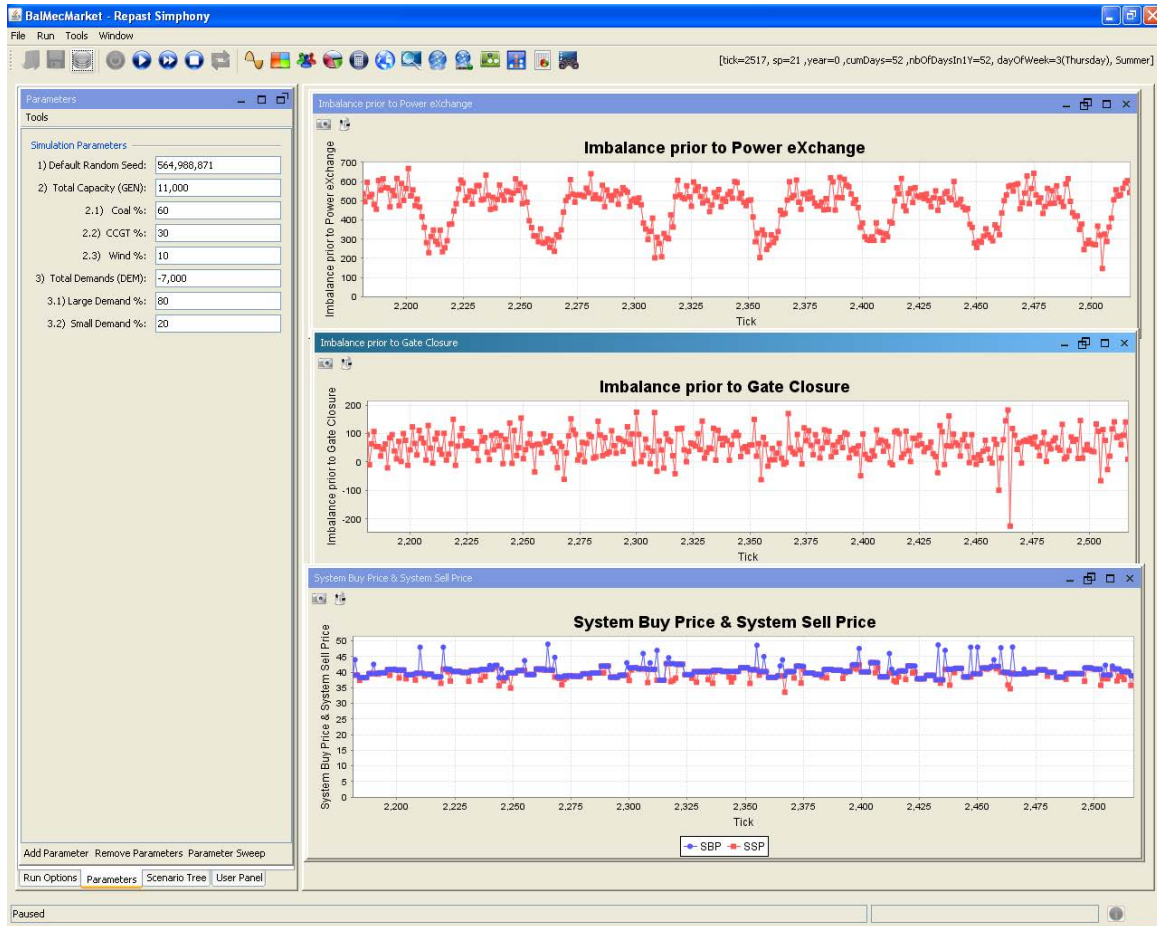 BalMecMarket - Repast Simphony
File Run Tools Window
[tick=2517, sp=21 ,year=0 ,cumDays=52 ,nbOfDaysIn1Y=52, dayOfWeek=3(Thursday), Summer]
Parameters
Tools
Simulation Parameters
1) Default Random Seed: 564,988,871
2) Total Capacity (GEN): 11,000
2.1) Coal %: 60
2.2) CCGT %: 30
2.3) Wind %: 10
3) Total Demands (DEM): -7,000
3.1) Large Demand %: 80
3.2) Small Demand %: 20
Add Parameter Remove Parameters Parameter Sweep
Run Options Parameters Scenario Tree User Panel
Paused
Imbalance prior to Power eXchange
Imbalance prior to Power eXchange
Imbalance prior to Power eXchange
700
600
500
400
300
200
100
0
2,200 2,225 2,250 2,275 2,300 2,325 2,350 2,375 2,400 2,425 2,450 2,475 2,500
Tick
Imbalance prior to Gate Closure
Imbalance prior to Gate Closure
Imbalance prior to Gate Closure
200
100
0
-100
-200
2,200 2,225 2,250 2,275 2,300 2,325 2,350 2,375 2,400 2,425 2,450 2,475 2,500
Tick
System Buy Price & System Sell Price
System Buy Price & System Sell Price
System Buy Price & System Sell Price
50
45
40
35
30
25
20
15
10
5
0
2,200 2,225 2,250 2,275 2,300 2,325 2,350 2,375 2,400 2,425 2,450 2,475 2,500
Tick
SBP SSP